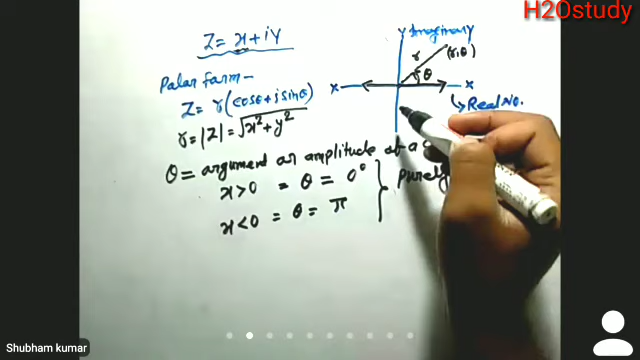 H2Ostudy
Z = x + iY
Polar form -
Z = r (cosθ + i sinθ)
r = |Z| = √x² + y²
θ = argument or amplitude of a
x > 0 = θ = 0°
x < 0 = θ = π
} Purely
Y Imaginary
r (r, θ)
θ
X X
Real No.
Shubham kumar